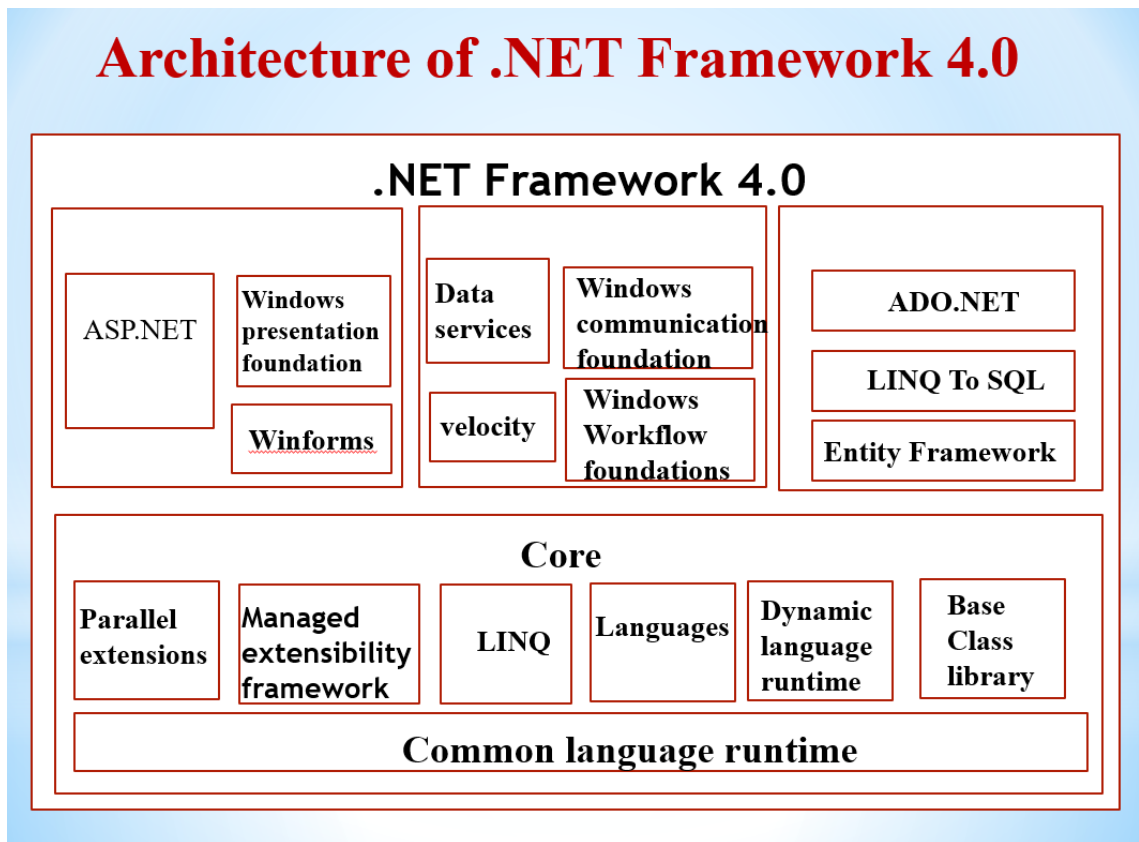 Architecture of .NET Framework 4.0
.NET Framework 4.0
ASP.NET
Windows
presentation
foundation
Winforms
Data
services
Windows
communication
foundation
velocity
Windows
Workflow
foundations
ADO.NET
LINQ To SQL
Entity Framework
Core
Parallel
extensions
Managed
extensibility
framework
LINQ
Languages
Dynamic
language
runtime
Base
Class
library
Common language runtime